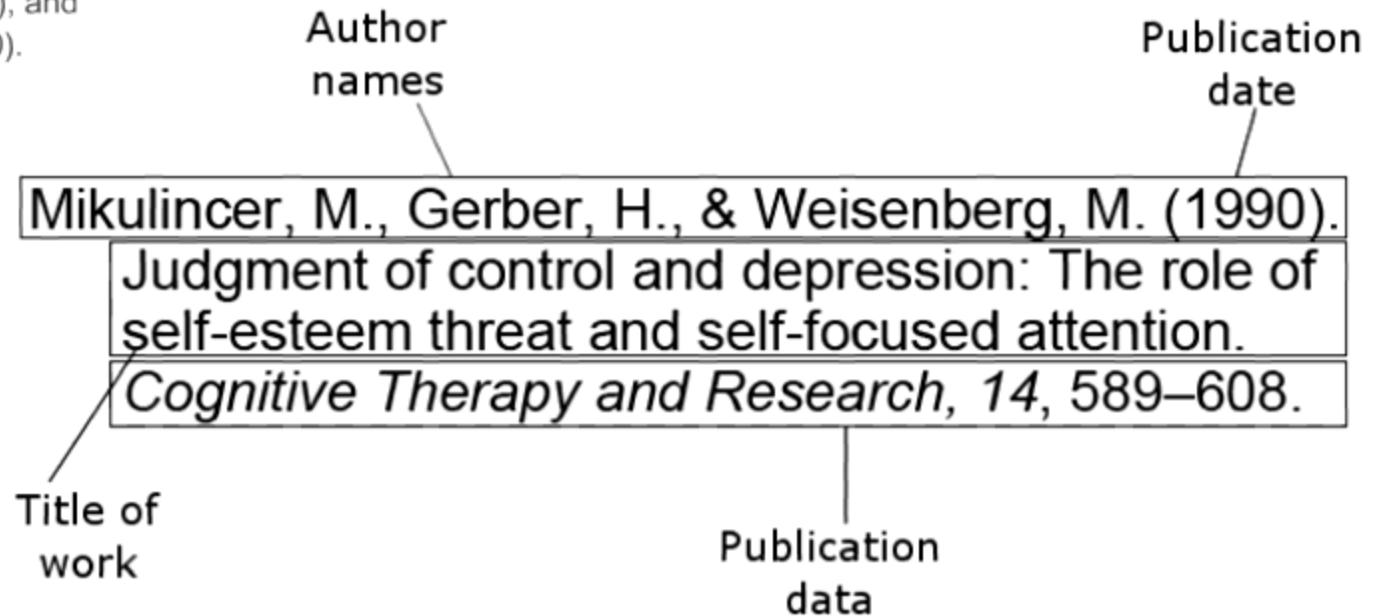 ), and
).
Author
names
Publication
date
Mikulincer, M., Gerber, H., & Weisenberg, M. (1990).
Judgment of control and depression: The role of
self-esteem threat and self-focused attention.
Cognitive Therapy and Research, 14, 589–608.
Title of
work
Publication
data